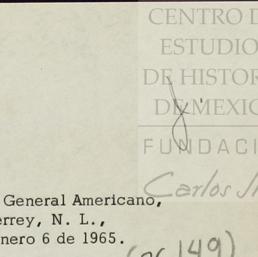 CENTRO D
ESTUDIO
DE HISTOR
DE MEXIC
FUNDACI
Carlos
General Americano,
errey, N. L.,
nero 6 de 1965.
149)